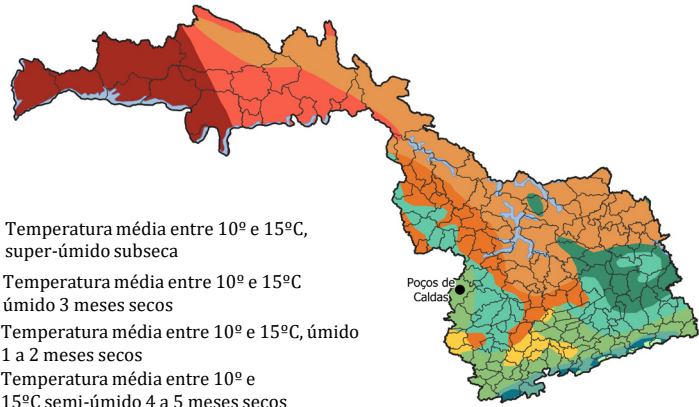 Temperatura média entre 10º e 15ºC,
super-úmido subseca
Temperatura média entre 10º e 15ºC
úmido 3 meses secos
Temperatura média entre 10º e 15ºC, úmido
1 a 2 meses secos
Temperatura média entre 10º e
15ºC semi-úmido 4 a 5 meses secos
Poços de
Caldas